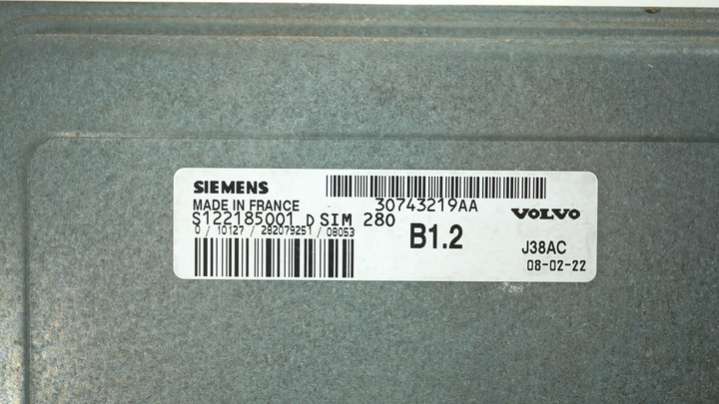 SIEMENS
MADE IN FRANCE
30743219AA
S122185001 D SIM 280
0 / 10127 / 282079251 / 08053
B1.2
VOLVO
J38AC
08-02-22